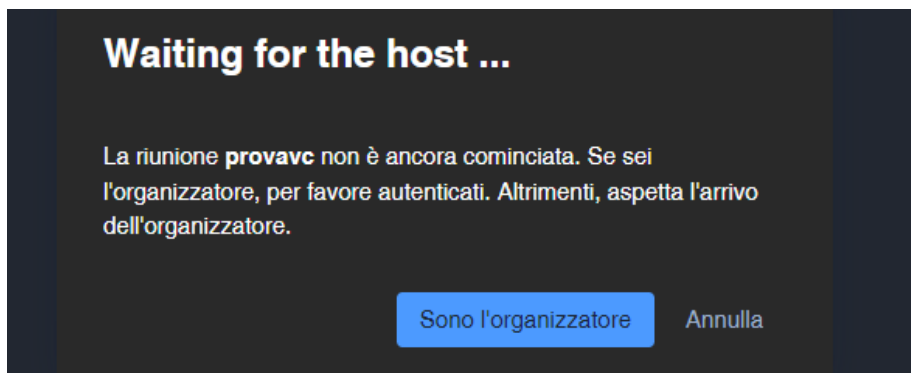 Waiting for the host ...
La riunione provavc non è ancora cominciata. Se sei
l'organizzatore, per favore autenticati. Altrimenti, aspetta l'arrivo
dell'organizzatore.
Sono l'organizzatore Annulla